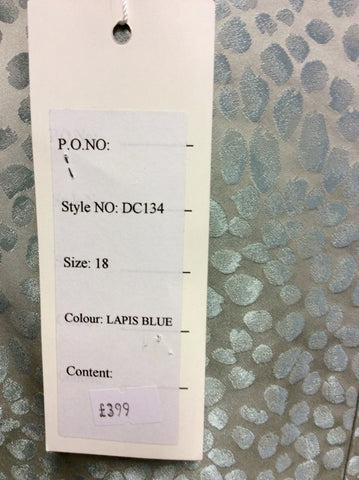 P.O.NO:
Style NO: DC134
Size: 18
Colour: LAPIS BLUE
Content:
£399